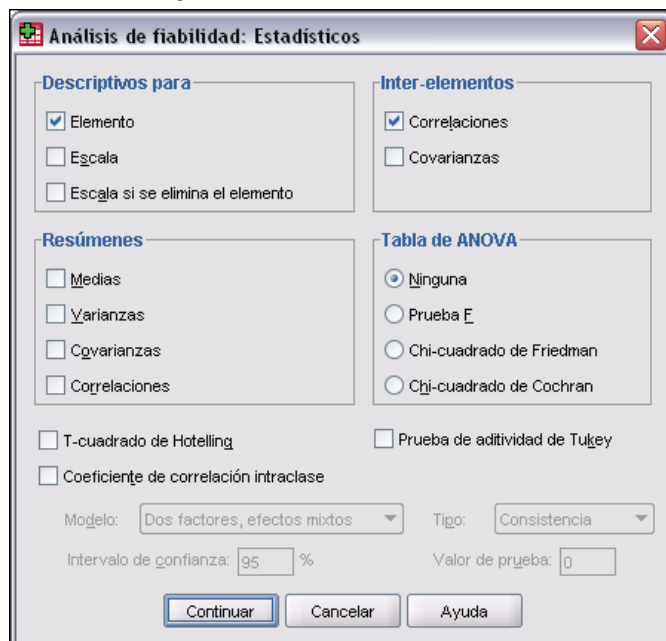 Análisis de fiabilidad: Estadísticos
Descriptivos para
Elemento
Escala
Escala si se elimina el elemento
Inter-elementos
Correlaciones
Covarianzas
Resúmenes
Medias
Varianzas
Covarianzas
Correlaciones
Tabla de ANOVA
Ninguna
Prueba F
Chi-cuadrado de Friedman
Chi-cuadrado de Cochran
T-cuadrado de Hotelling
Prueba de aditividad de Tukey
Coeficiente de correlación intraclase
Modelo: Dos factores, efectos mixtos Tipo: Consistencia
Intervalo de confianza: 95 % Valor de prueba: 0
Continuar Cancelar Ayuda